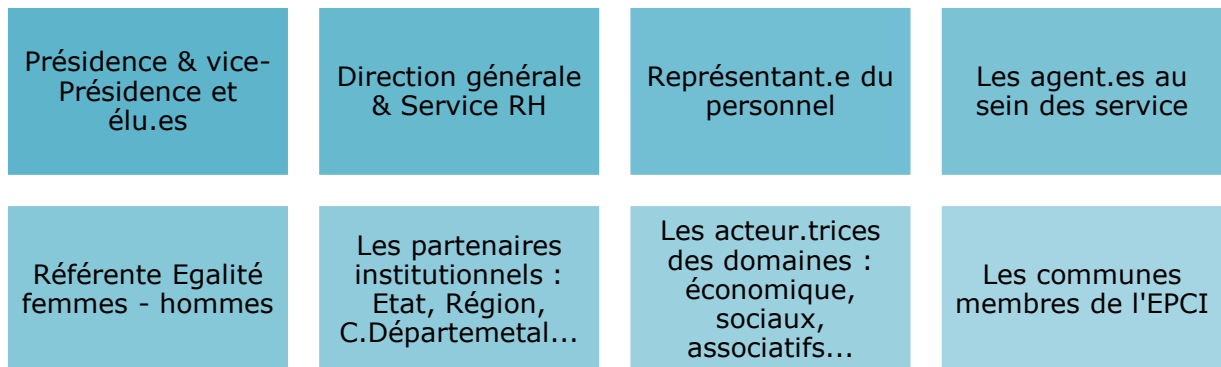 Présidence & vice-
Présidence et
élu.es
Direction générale
& Service RH
Représentant.e du
personnel
Les agent.es au
sein des service
Référente Egalité
femmes - hommes
Les partenaires
institutionnels :
Etat, Région,
C.Départemetal...
Les acteur.trices
des domaines :
économique,
sociaux,
associatifs...
Les communes
membres de l'EPCI